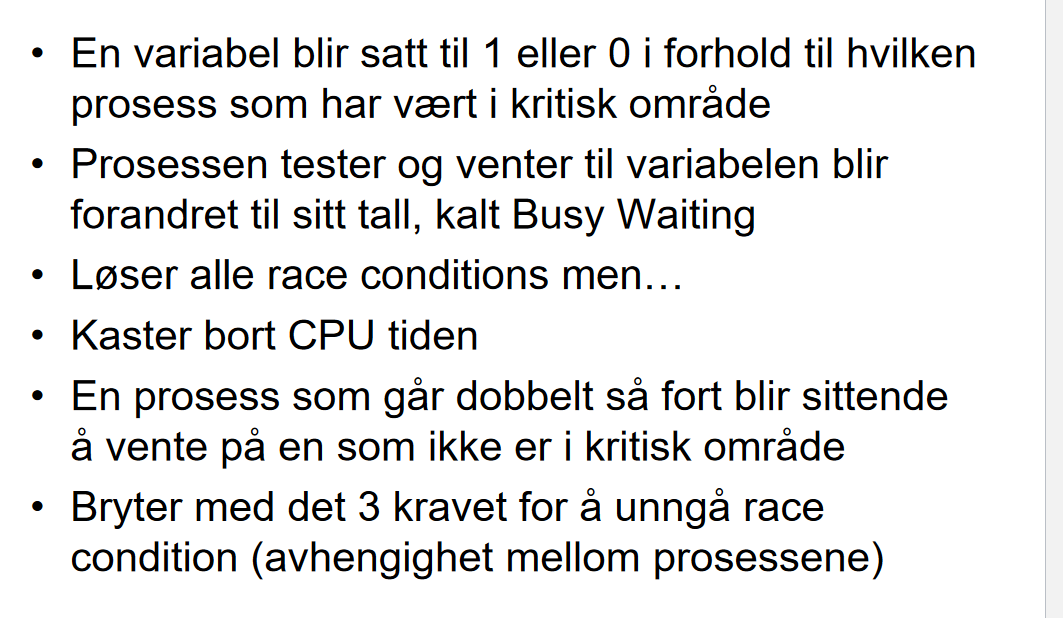 • En variabel blir satt til 1 eller 0 i forhold til hvilken
prosess som har vært i kritisk område
• Prosessen tester og venter til variabelen blir
forandret til sitt tall, kalt Busy Waiting
• Løser alle race conditions men…
• Kaster bort CPU tiden
• En prosess som går dobbelt så fort blir sittende
å vente på en som ikke er i kritisk område
• Bryter med det 3 kravet for å unngå race
condition (avhengighet mellom prosessene)